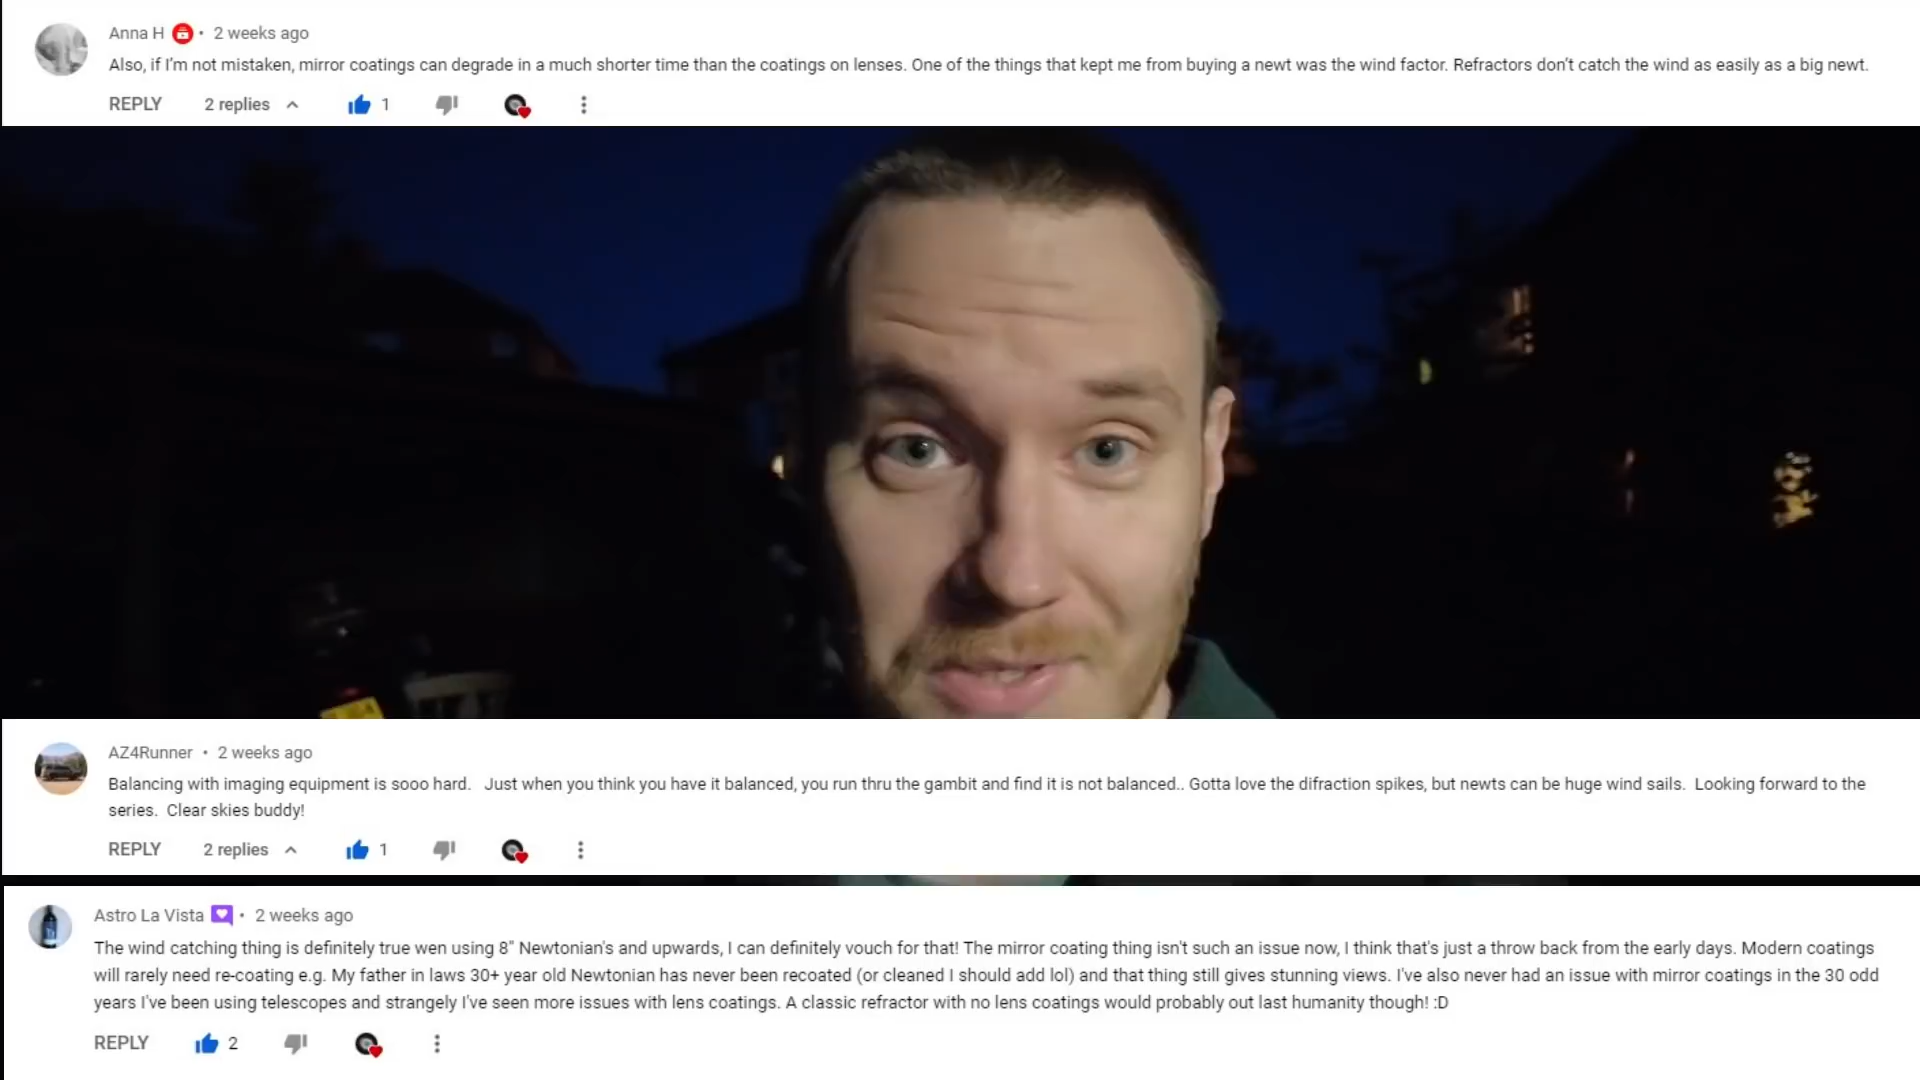 Anna H • 2 weeks ago
Also, if I'm not mistaken, mirror coatings can degrade in a much shorter time than the coatings on lenses. One of the things that kept me from buying a newt was the wind factor. Refractors don't catch the wind as easily as a big newt.
REPLY 2 replies 1
AZ4Runner • 2 weeks ago
Balancing with imaging equipment is sooo hard. Just when you think you have it balanced, you run thru the gambit and find it is not balanced.. Gotta love the difraction spikes, but newts can be huge wind sails. Looking forward to the
series. Clear skies buddy!
REPLY 2 replies 1
Astro La Vista • 2 weeks ago
The wind catching thing is definitely true wen using 8" Newtonian's and upwards, I can definitely vouch for that! The mirror coating thing isn't such an issue now, I think that's just a throw back from the early days. Modern coatings
will rarely need re-coating e.g. My father in laws 30+ year old Newtonian has never been recoated (or cleaned I should add lol) and that thing still gives stunning views. I've also never had an issue with mirror coatings in the 30 odd
years I've been using telescopes and strangely I've seen more issues with lens coatings. A classic refractor with no lens coatings would probably out last humanity though! :D
REPLY 2